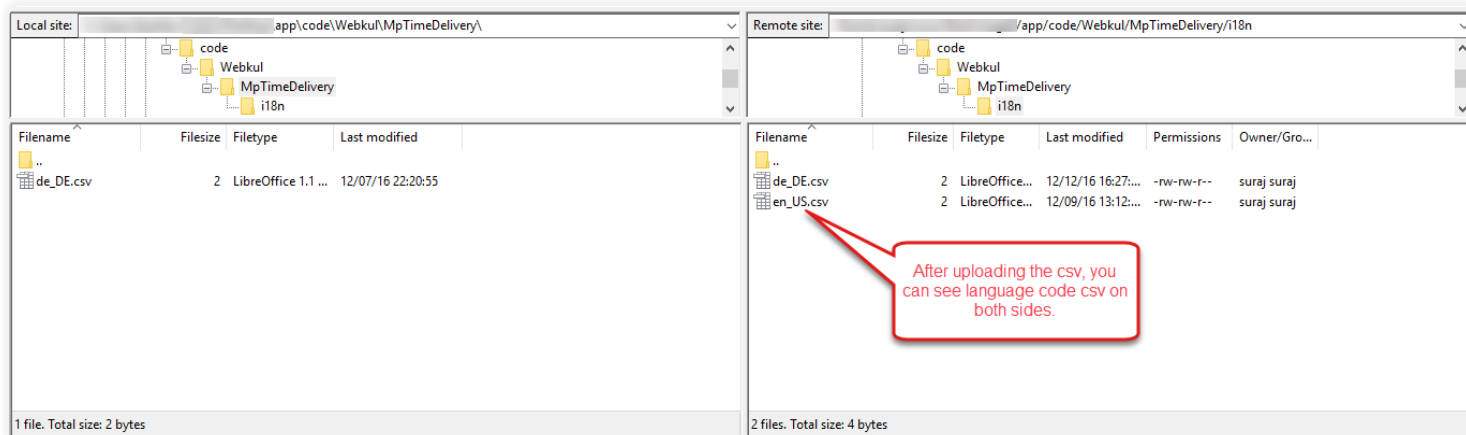 Local site: app\code\Webkul\MpTimeDelivery\
code
Webkul
MpTimeDelivery
i18n
Filename Filesize Filetype Last modified
..
de_DE.csv 2 LibreOffice 1.1 ... 12/07/16 22:20:55
1 file. Total size: 2 bytes
Remote site: /app/code/Webkul/MpTimeDelivery/i18n
code
Webkul
MpTimeDelivery
i18n
Filename Filesize Filetype Last modified Permissions Owner/Gro...
..
de_DE.csv 2 LibreOffice... 12/12/16 16:27:... -rw-rw-r-- suraj suraj
en_US.csv 2 LibreOffice... 12/09/16 13:12:... -rw-rw-r-- suraj suraj
After uploading the csv, you
can see language code csv on
both sides.
2 files. Total size: 4 bytes